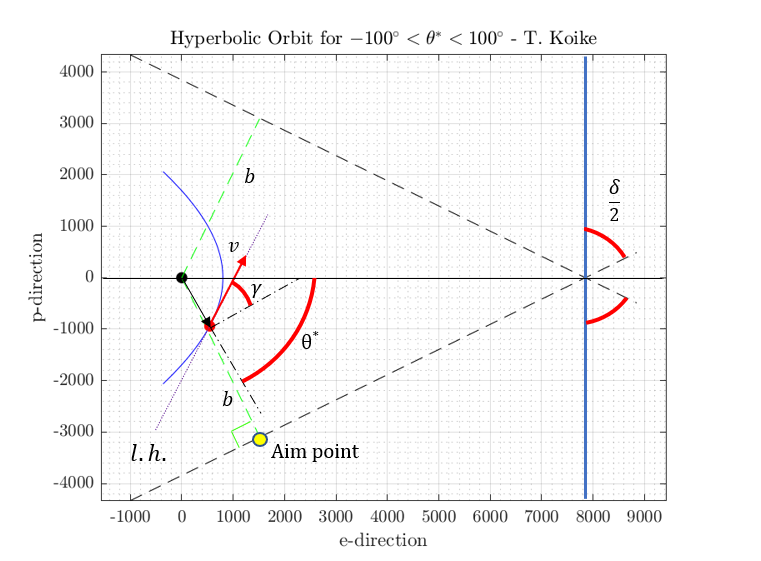 Hyperbolic Orbit for −100° < θ* < 100° - T. Koike
p-direction
4000
3000
2000
1000
0
-1000
-2000
-3000
-4000
b
δ/2
v
γ
θ*
b
l.h.
Aim point
-1000 0 1000 2000 3000 4000 5000 6000 7000 8000 9000
e-direction